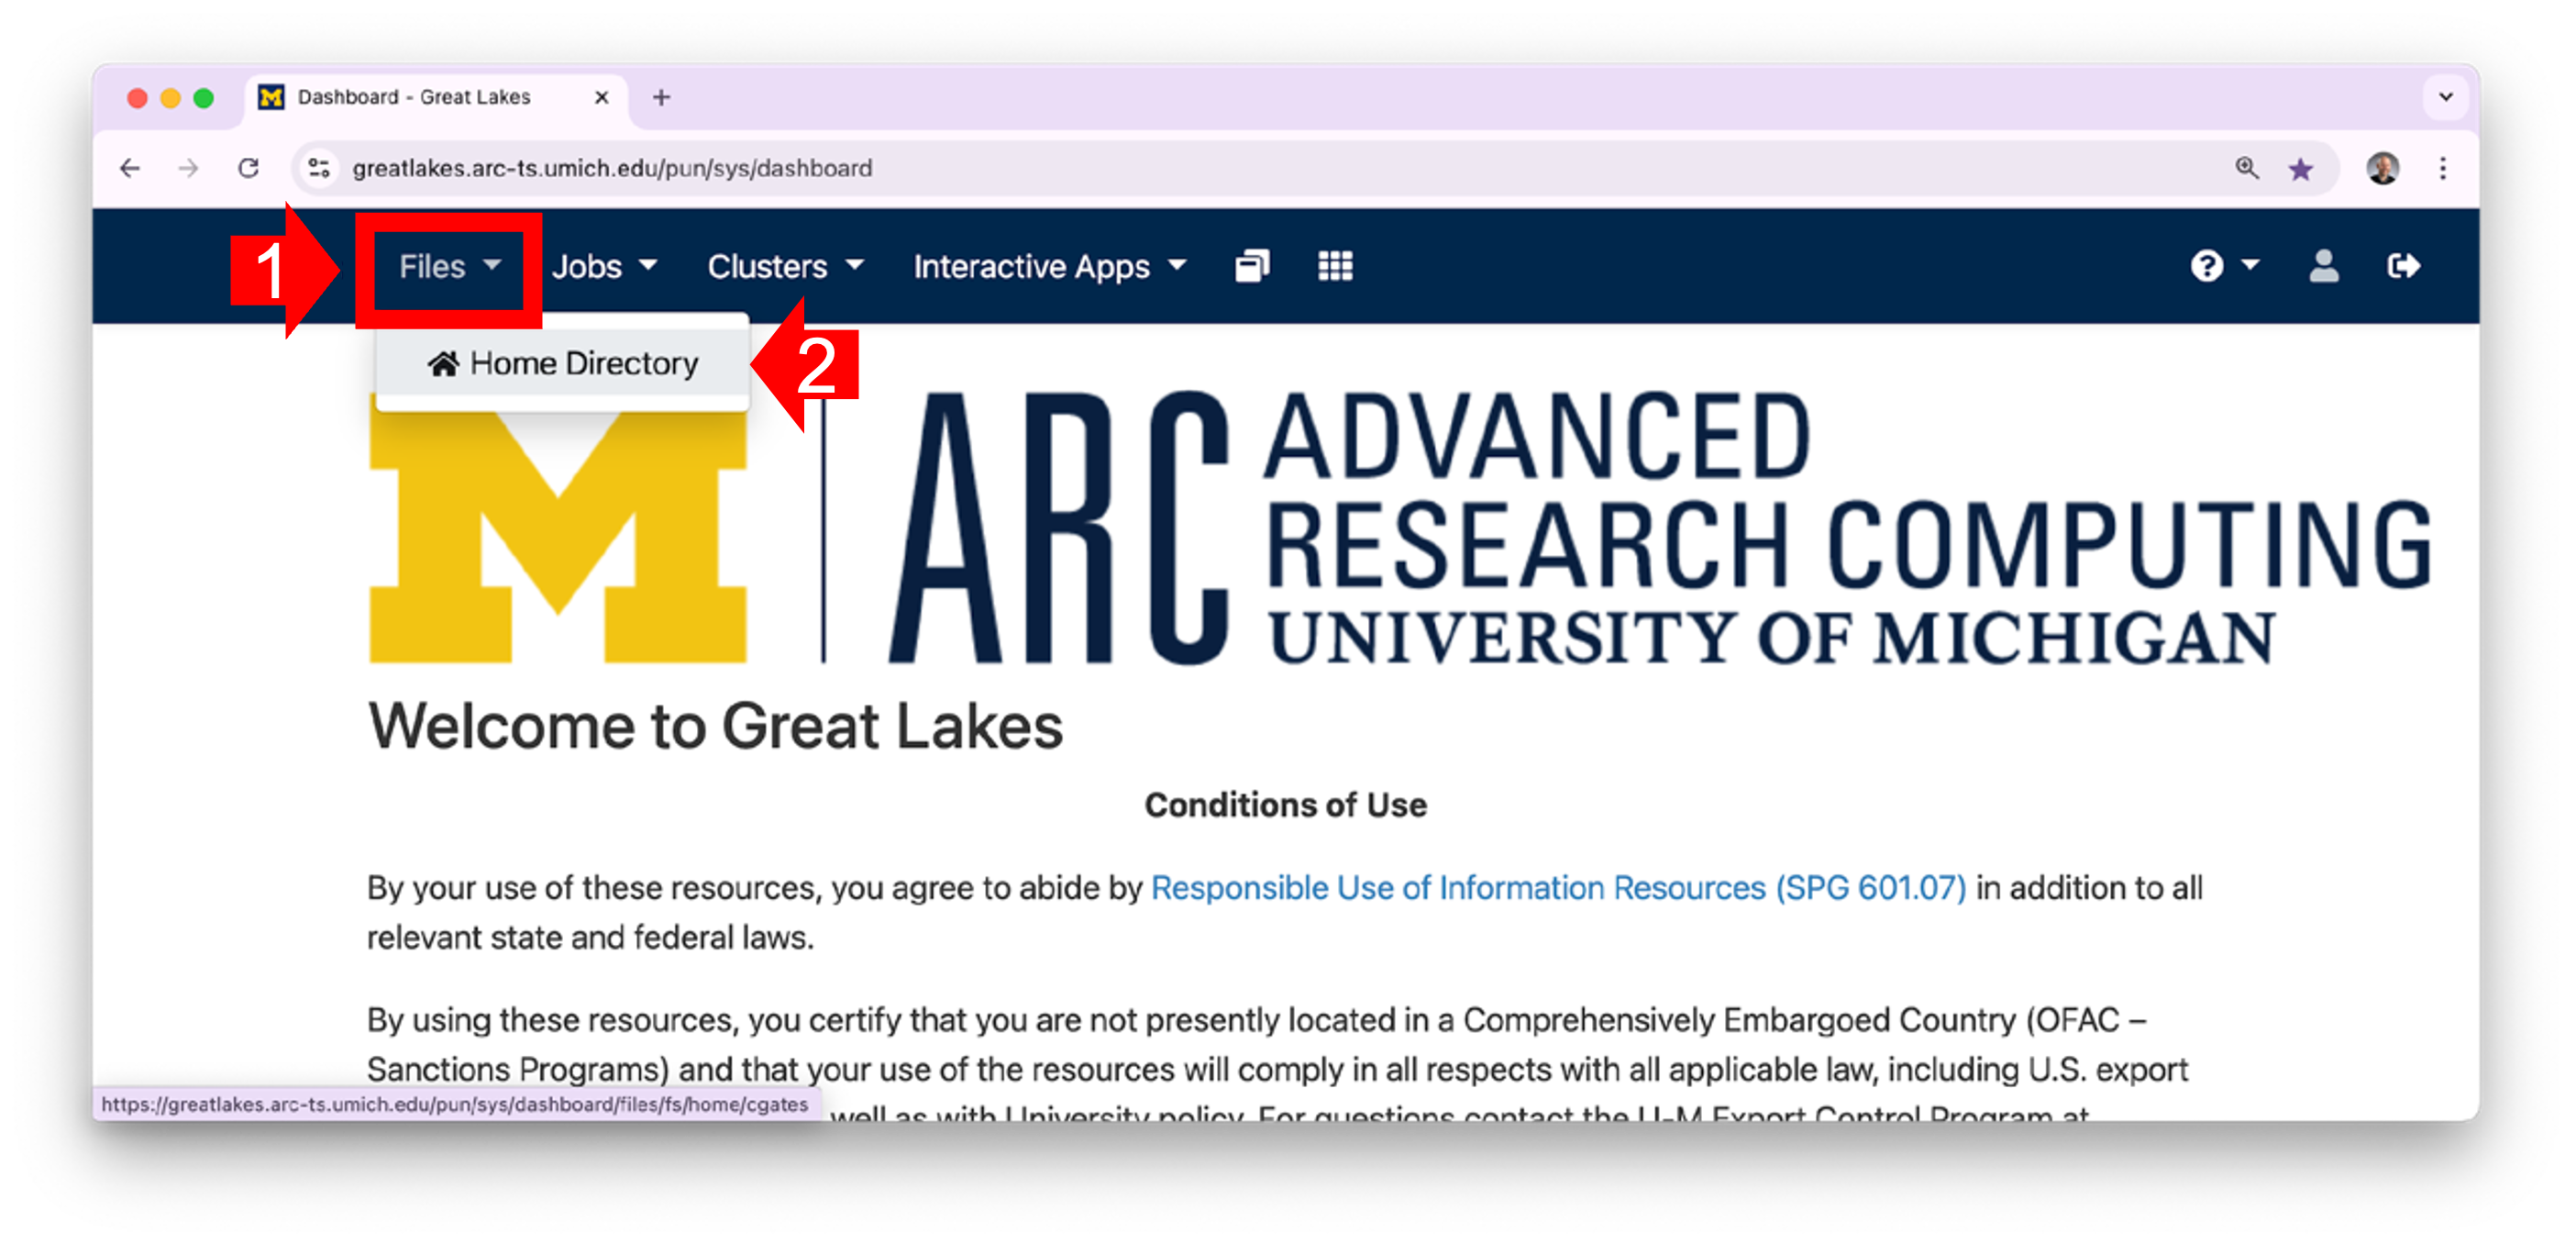 Dashboard - Great Lakes
greatlakes.arc-ts.umich.edu/pun/sys/dashboard
1
Files Jobs Clusters Interactive Apps
Home Directory
2
M
ARC ADVANCED
RESEARCH COMPUTING
UNIVERSITY OF MICHIGAN
Welcome to Great Lakes
Conditions of Use
By your use of these resources, you agree to abide by Responsible Use of Information Resources (SPG 601.07) in addition to all
relevant state and federal laws.
By using these resources, you certify that you are not presently located in a Comprehensively Embargoed Country (OFAC –
Sanctions Programs) and that your use of the resources will comply in all respects with all applicable law, including U.S. export
well as with University policy. For questions contact the U-M Export Control Program at
https://greatlakes.arc-ts.umich.edu/pun/sys/dashboard/files/fs/home/cgates